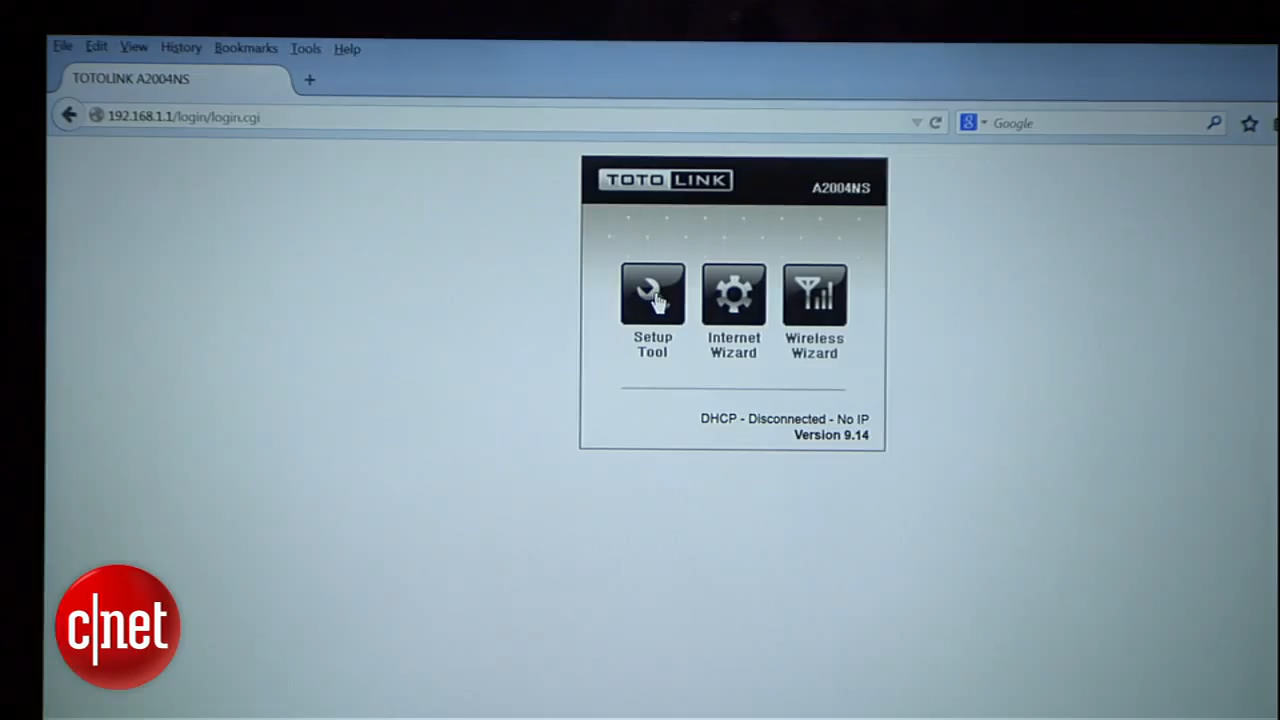 File Edit View History Bookmarks Tools Help
TOTOLINK A2004NS
192.168.1.1/login/login.cgi
Google
TOTO LINK
A2004NS
Setup Tool
Internet Wizard
Wireless Wizard
DHCP - Disconnected - No IP
Version 9.14
c|net